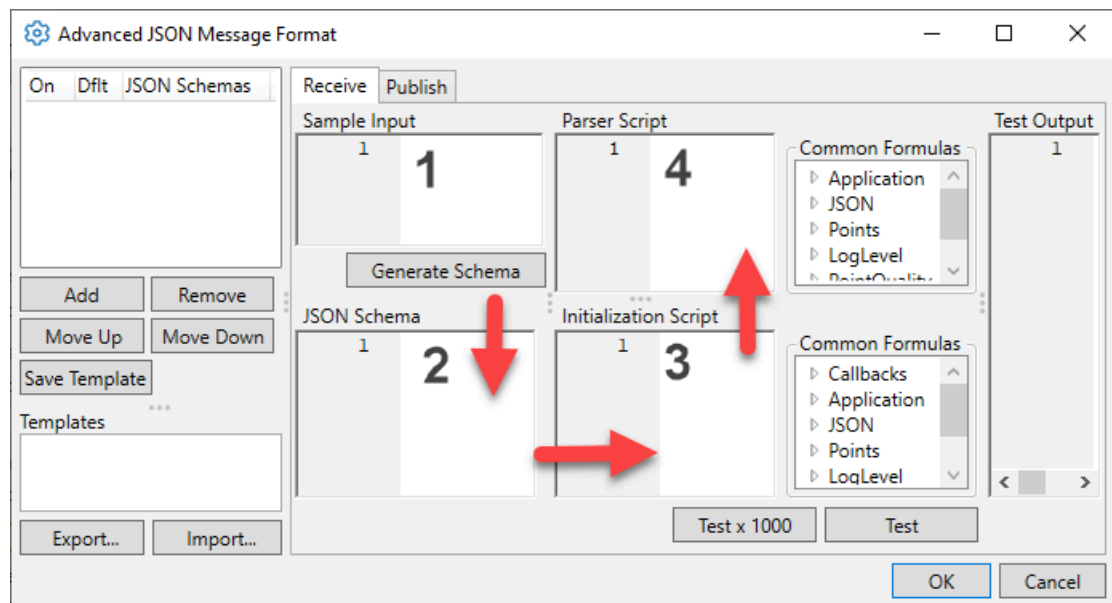 Advanced JSON Message Format
On Dflt JSON Schemas
Add Remove
Move Up Move Down
Save Template
Templates
Export... Import...
Receive Publish
Sample Input
1
1
Generate Schema
JSON Schema
1
2
Parser Script
1
4
Initialization Script
1
3
Common Formulas
Application
JSON
Points
LogLevel
PointQuality
Common Formulas
Callbacks
Application
JSON
Points
LogLevel
Test Output
1
Test x 1000 Test
OK Cancel